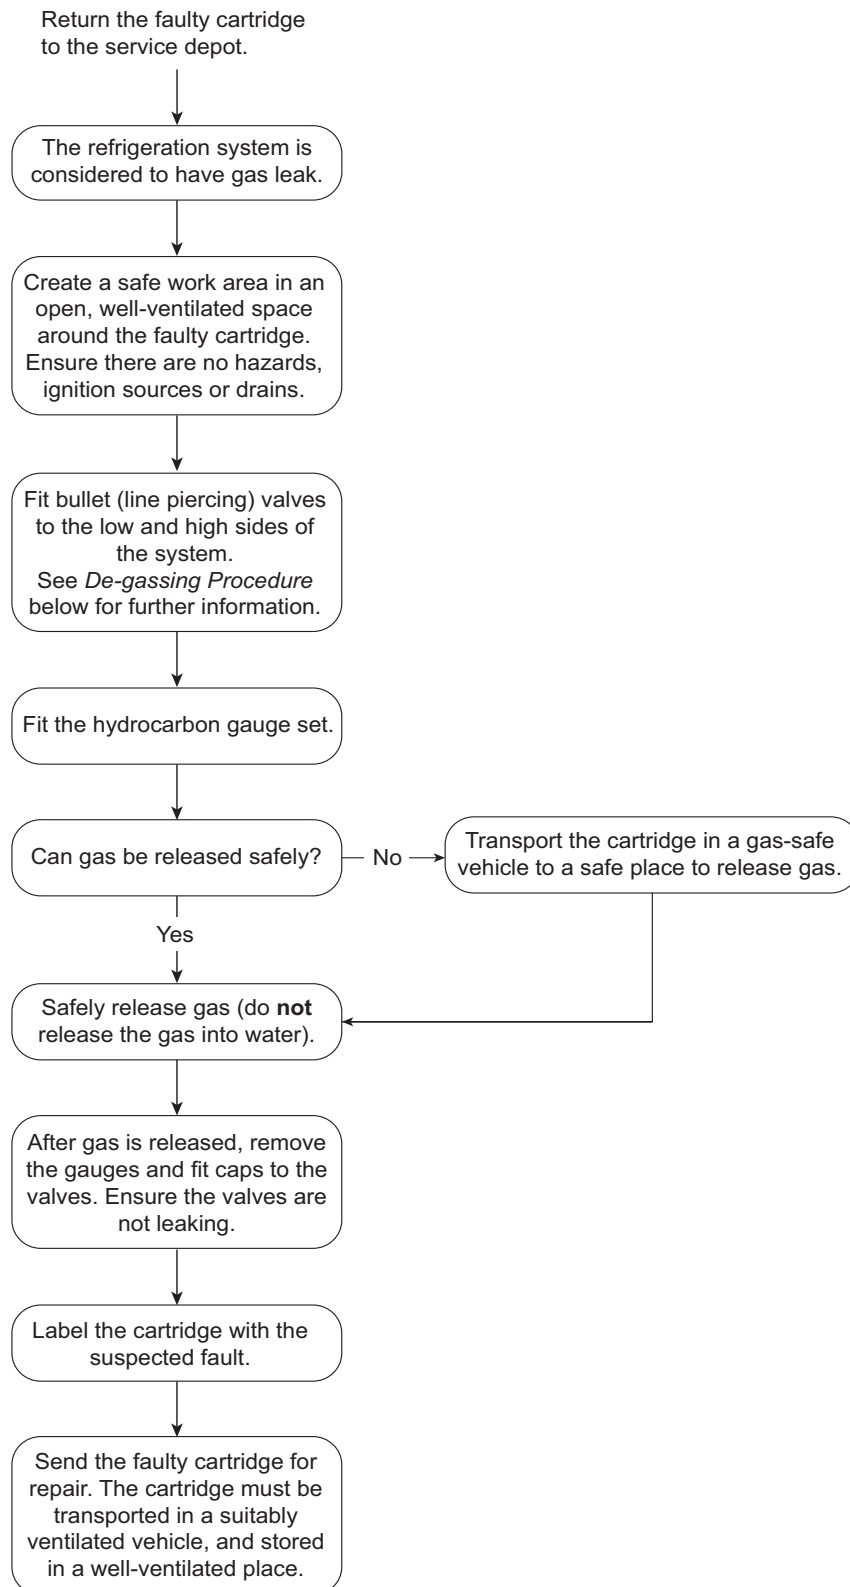 Return the faulty cartridge
to the service depot.
The refrigeration system is
considered to have gas leak.
Create a safe work area in an
open, well-ventilated space
around the faulty cartridge.
Ensure there are no hazards,
ignition sources or drains.
Fit bullet (line piercing) valves
to the low and high sides of
the system.
See De-gassing Procedure
below for further information.
Fit the hydrocarbon gauge set.
Can gas be released safely?
No
Transport the cartridge in a gas-safe
vehicle to a safe place to release gas.
Yes
Safely release gas (do not
release the gas into water).
After gas is released, remove
the gauges and fit caps to the
valves. Ensure the valves are
not leaking.
Label the cartridge with the
suspected fault.
Send the faulty cartridge for
repair. The cartridge must be
transported in a suitably
ventilated vehicle, and stored
in a well-ventilated place.